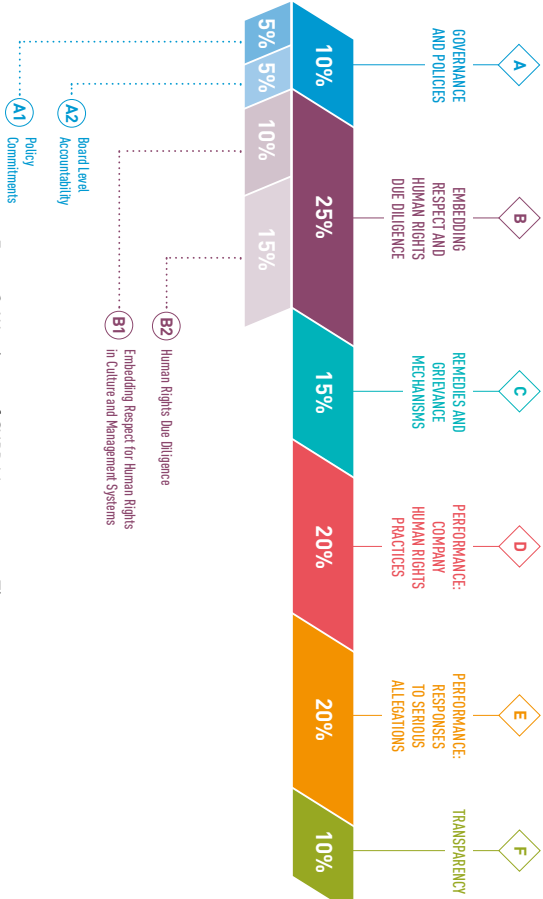 A
GOVERNANCE
AND POLICIES
B
EMBEDDING
RESPECT AND
HUMAN RIGHTS
DUE DILIGENCE
C
REMEDIES AND
GRIEVANCE
MECHANISMS
D
PERFORMANCE:
COMPANY
HUMAN RIGHTS
PRACTICES
E
PERFORMANCE:
RESPONSES
TO SERIOUS
ALLEGATIONS
F
TRANSPARENCY
10%
25%
15%
20%
20%
10%
5%
5%
10%
15%
B2
Human Rights Due Diligence
B1
Embedding Respect for Human Rights
in Culture and Management Systems
A2
Board Level
Accountability
A1
Policy
Commitments